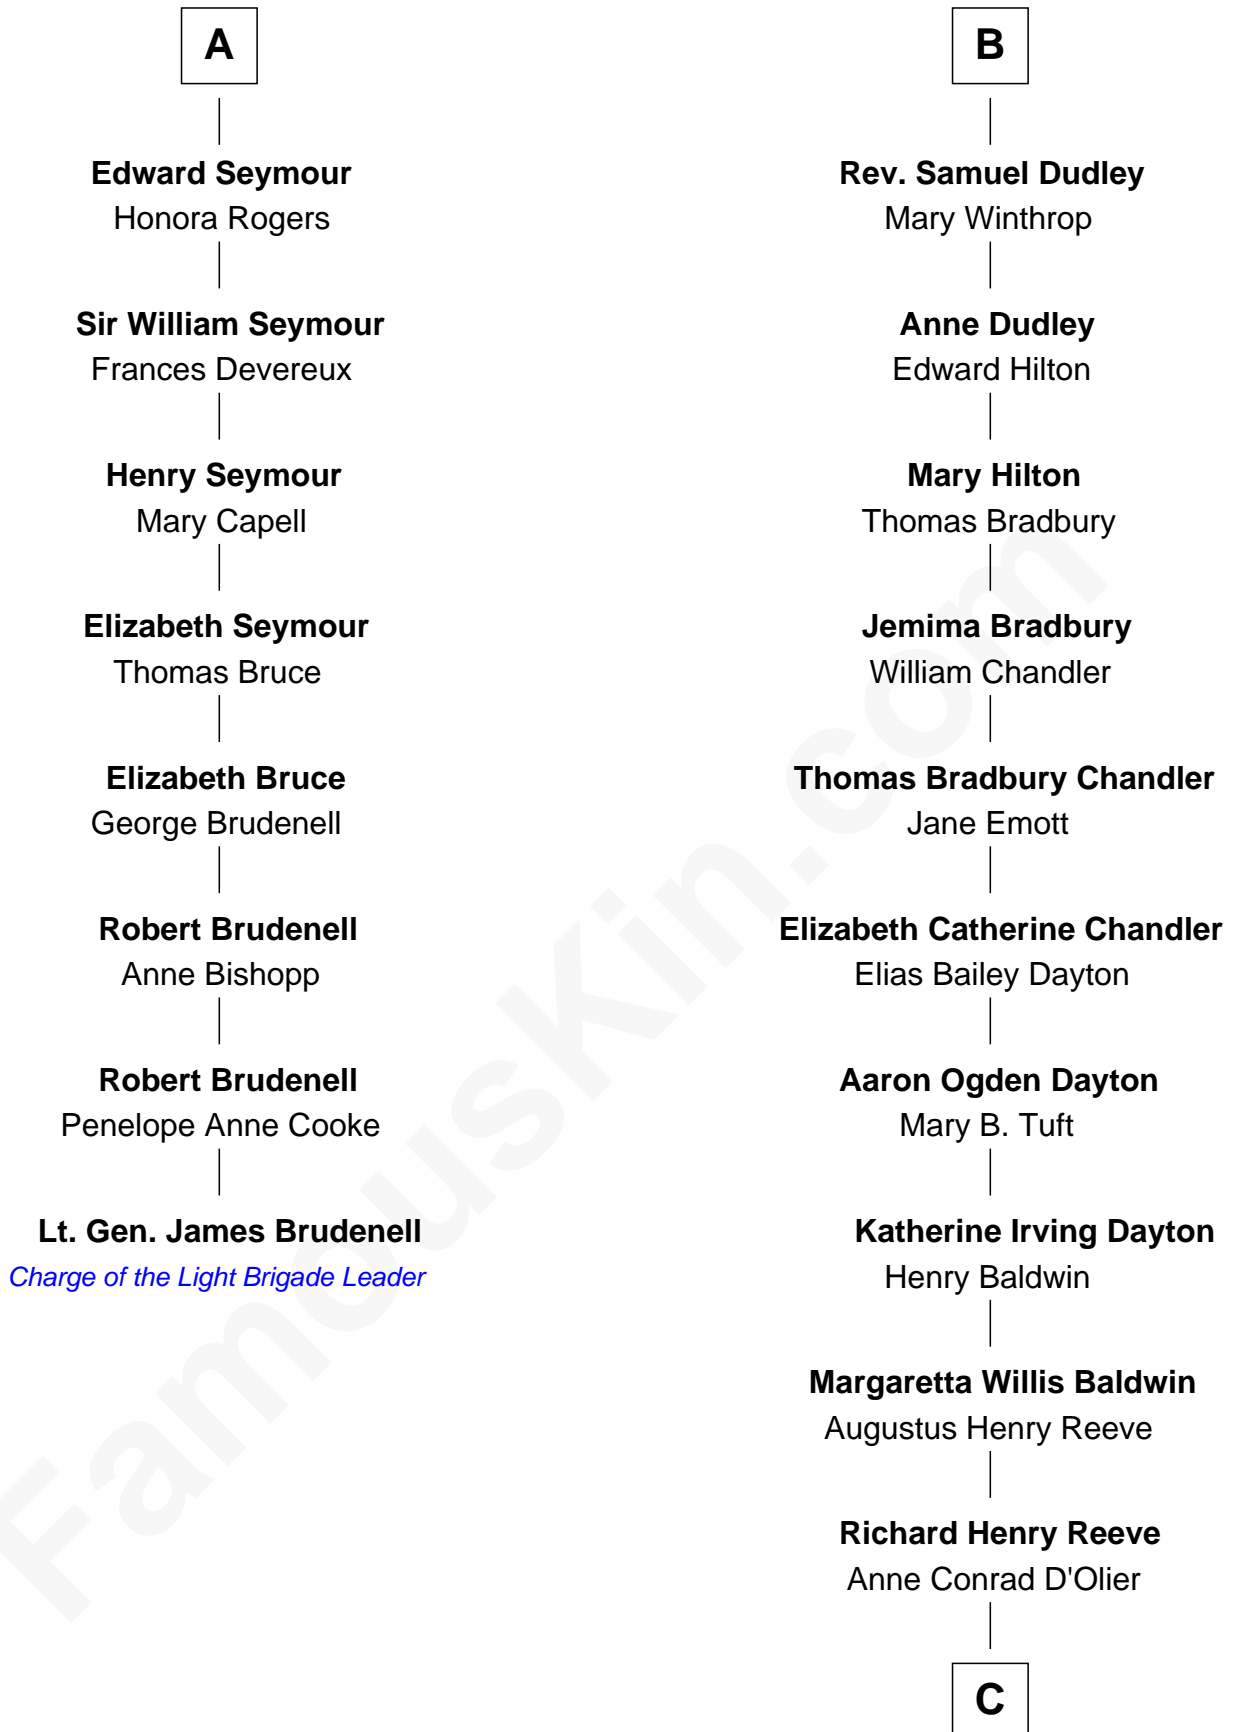 A
Edward Seymour
Honora Rogers
Sir William Seymour
Frances Devereux
Henry Seymour
Mary Capell
Elizabeth Seymour
Thomas Bruce
Elizabeth Bruce
George Brudenell
Robert Brudenell
Anne Bishopp
Robert Brudenell
Penelope Anne Cooke
Lt. Gen. James Brudenell
Charge of the Light Brigade Leader
B
Rev. Samuel Dudley
Mary Winthrop
Anne Dudley
Edward Hilton
Mary Hilton
Thomas Bradbury
Jemima Bradbury
William Chandler
Thomas Bradbury Chandler
Jane Emott
Elizabeth Catherine Chandler
Elias Bailey Dayton
Aaron Ogden Dayton
Mary B. Tuft
Katherine Irving Dayton
Henry Baldwin
Margaretta Willis Baldwin
Augustus Henry Reeve
Richard Henry Reeve
Anne Conrad D'Olier
C
FamousKin.com